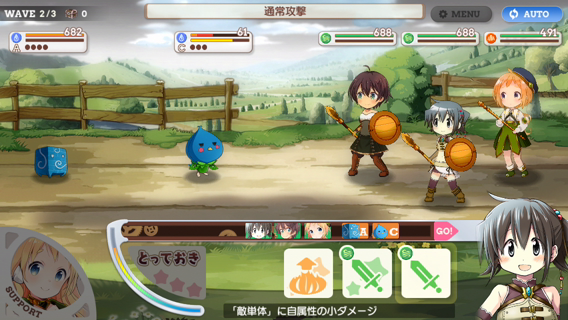 WAVE 2/3 0
通常攻撃
MENU
AUTO
682
A
61
C
688
688
491
A C
GO!
とっておき
SUPPORT
「敵単体」に自属性の小ダメージ